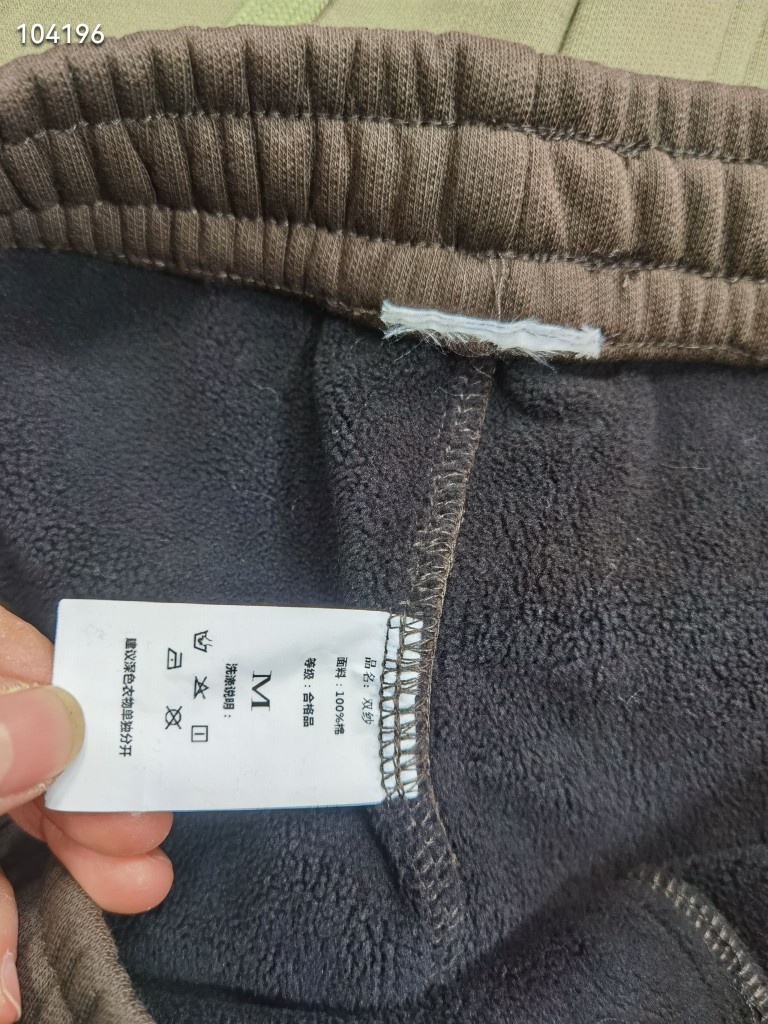 104196
品名：双纱
面料：100%棉
等级：合格品
M
洗涤说明：
建议深色衣物单独分开